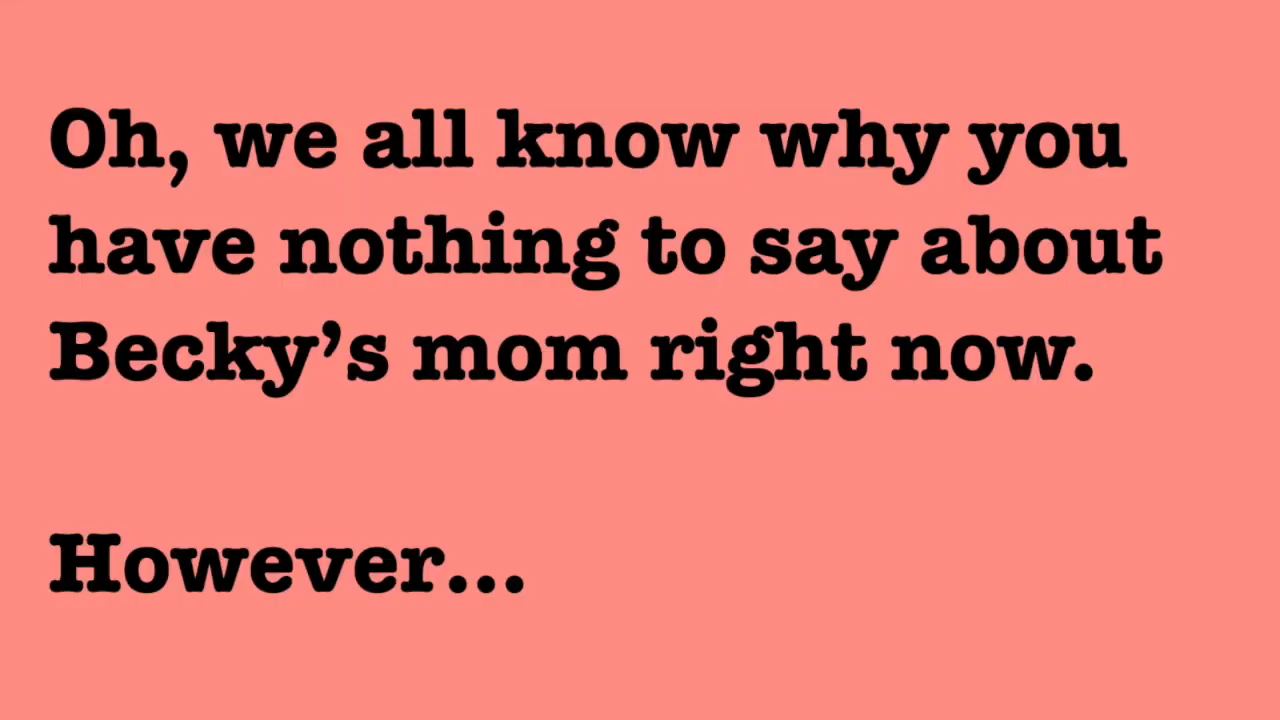 Oh, we all know why you
have nothing to say about
Becky’s mom right now.
However...